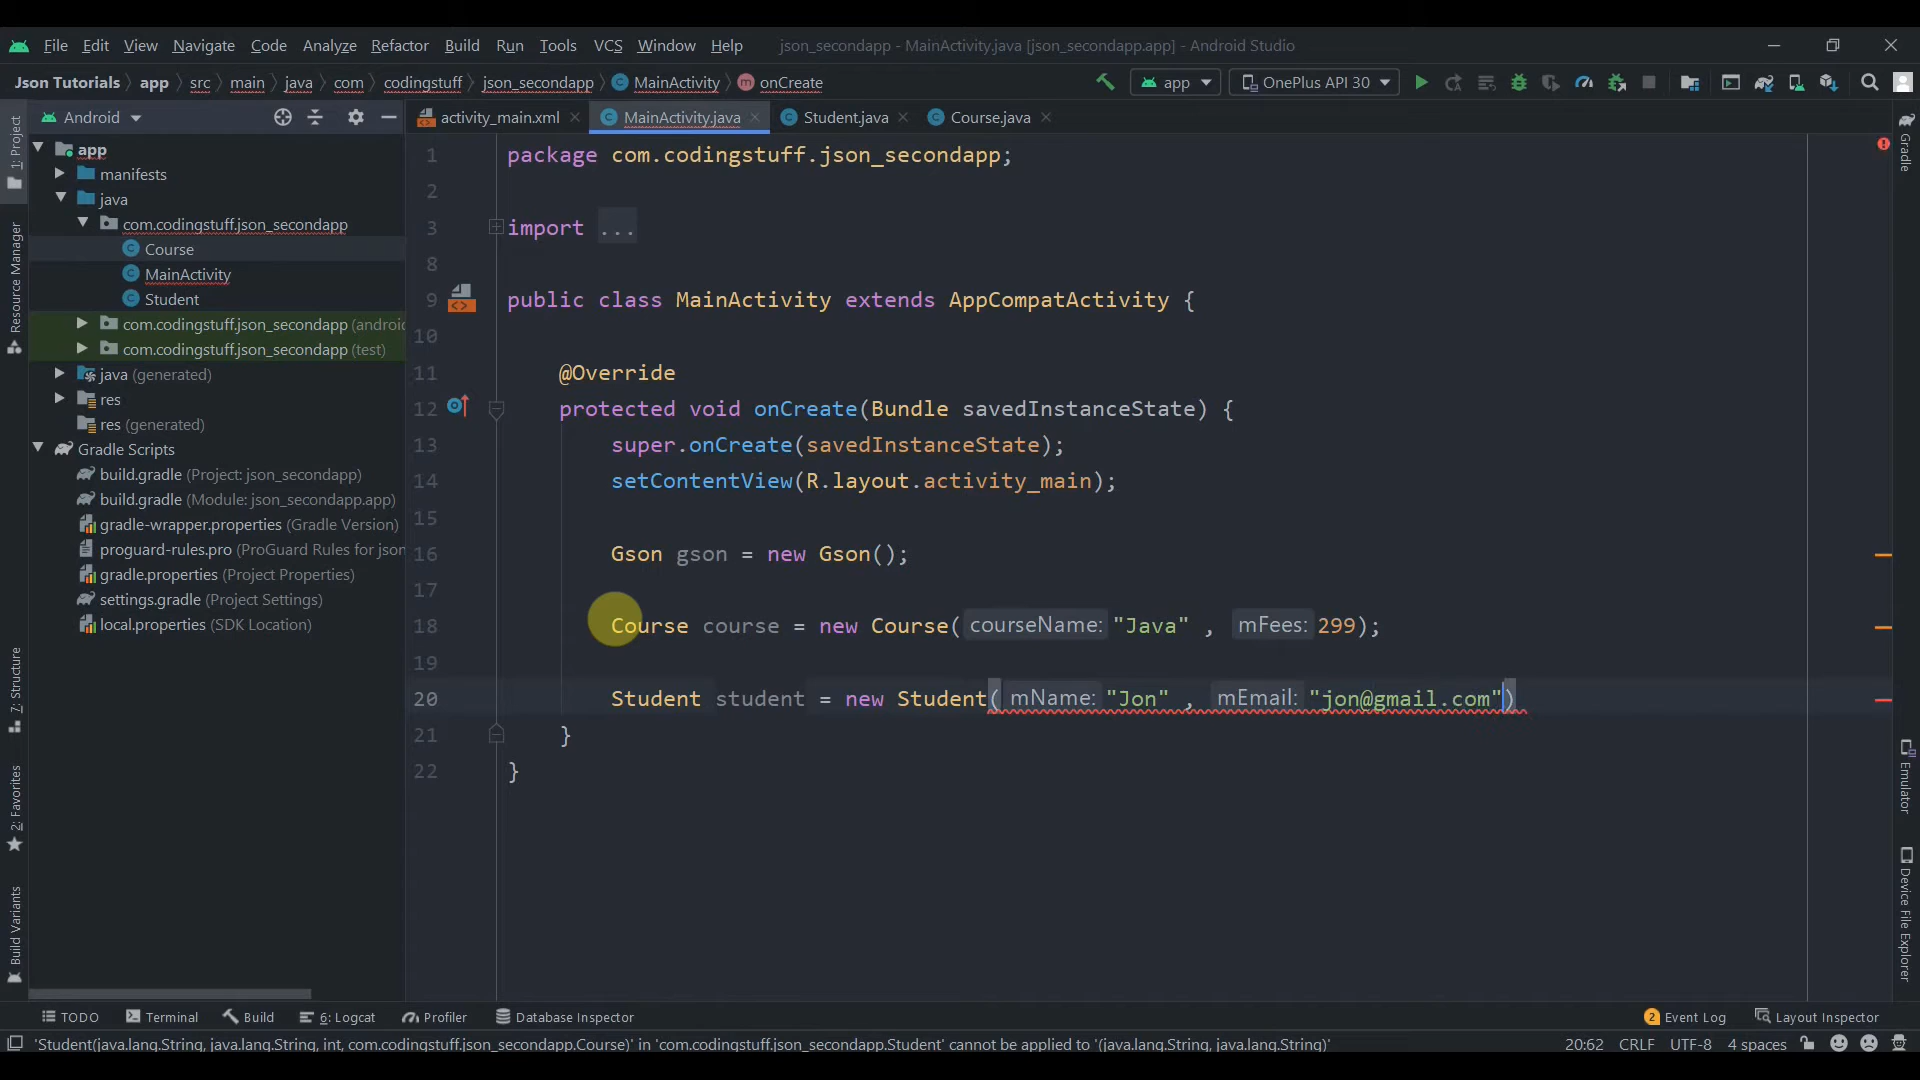 File Edit View Navigate Code Analyze Refactor Build Run Tools VCS Window Help json_secondapp - MainActivity.java [json_secondapp.app] - Android Studio
Json Tutorials app src main java com codingstuff json_secondapp MainActivity onCreate app OnePlus API 30
Android
activity_main.xml MainActivity.java Student.java Course.java
1: Project
Resource Manager
7: Structure
2: Favorites
Build Variants
app
manifests
java
com.codingstuff.json_secondapp
Course
MainActivity
Student
com.codingstuff.json_secondapp (android
com.codingstuff.json_secondapp (test)
java (generated)
res
res (generated)
Gradle Scripts
build.gradle (Project: json_secondapp)
build.gradle (Module: json_secondapp.app)
gradle-wrapper.properties (Gradle Version)
proguard-rules.pro (ProGuard Rules for json
gradle.properties (Project Properties)
settings.gradle (Project Settings)
local.properties (SDK Location)
1 package com.codingstuff.json_secondapp;
2
3 import ...
8
9 public class MainActivity extends AppCompatActivity {
10
11 @Override
12 protected void onCreate(Bundle savedInstanceState) {
13 super.onCreate(savedInstanceState);
14 setContentView(R.layout.activity_main);
15
16 Gson gson = new Gson();
17
18 Course course = new Course( courseName: "Java" , mFees: 299);
19
20 Student student = new Student( mName: "Jon" , mEmail: "jon@gmail.com")
21 }
22 }
Gradle
Emulator
Device File Explorer
TODO Terminal Build 6: Logcat Profiler Database Inspector 2 Event Log Layout Inspector
'Student(java.lang.String, java.lang.String, int, com.codingstuff.json_secondapp.Course)' in 'com.codingstuff.json_secondapp.Student' cannot be applied to '(java.lang.String, java.lang.String)' 20:62 CRLF UTF-8 4 spaces